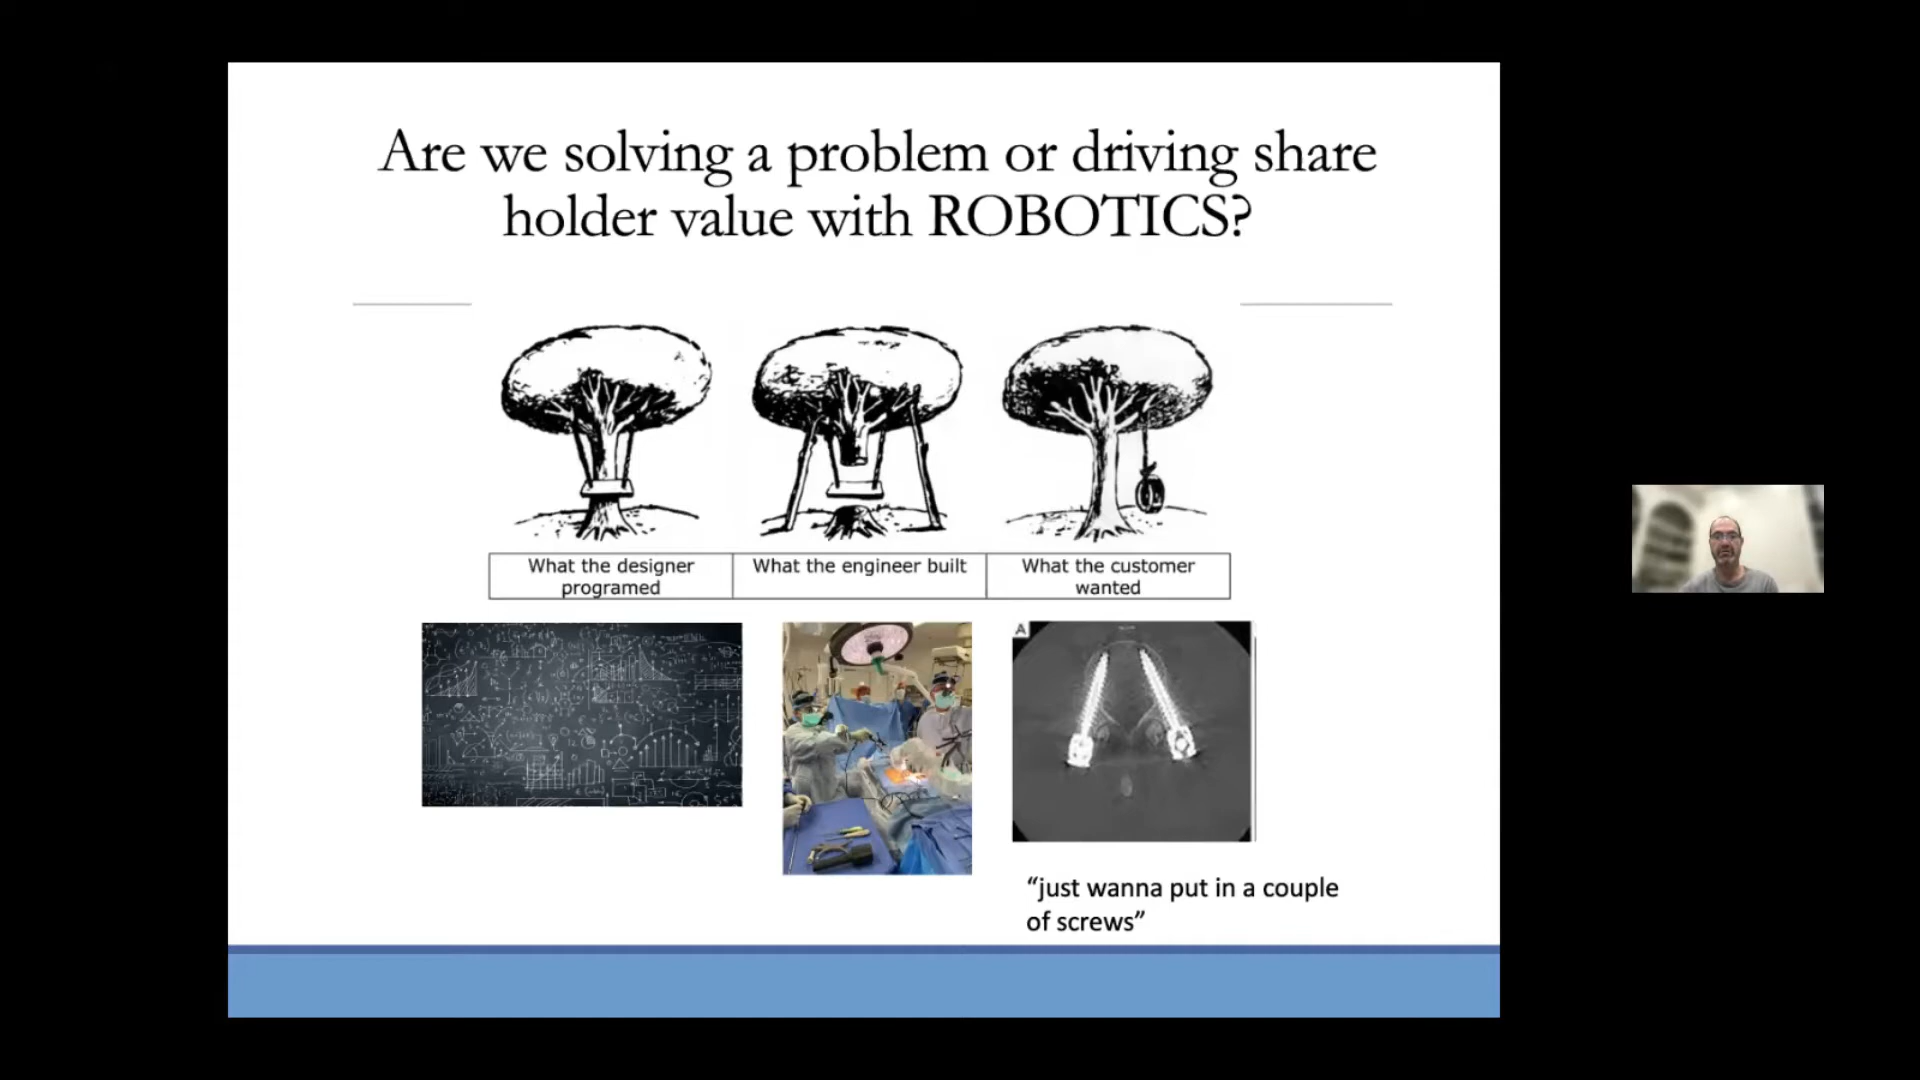 Are we solving a problem or driving share
holder value with ROBOTICS?
What the designer
programed
What the engineer built
What the customer
wanted
A
“just wanna put in a couple
of screws”